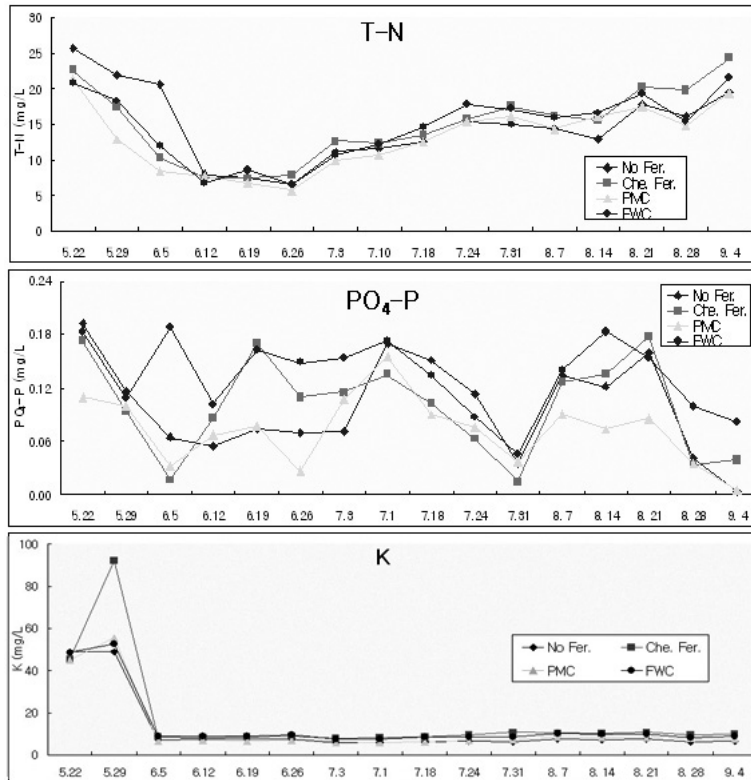 T-N
30
25
20
15
10
5
0
T-N (mg/L)
No Fer.
Che. Fer.
PMC
FWC
5.22 5.29 6.5 6.12 6.19 6.26 7.3 7.10 7.18 7.24 7.31 8.7 8.14 8.21 8.28 9.4
PO₄-P
0.24
0.18
0.12
0.06
0.00
PO₄-P (mg/L)
No Fer.
Che. Fer.
PMC
FWC
5.22 5.29 6.5 6.12 6.19 6.26 7.3 7.1 7.18 7.24 7.31 8.7 8.14 8.21 8.28 9.4
K
100
80
60
40
20
0
K (mg/L)
No Fer. Che. Fer.
PMC FWC
5.22 5.29 6.5 6.12 6.19 6.26 7.3 7.1 7.18 7.24 7.31 8.7 8.14 8.21 8.28 9.4